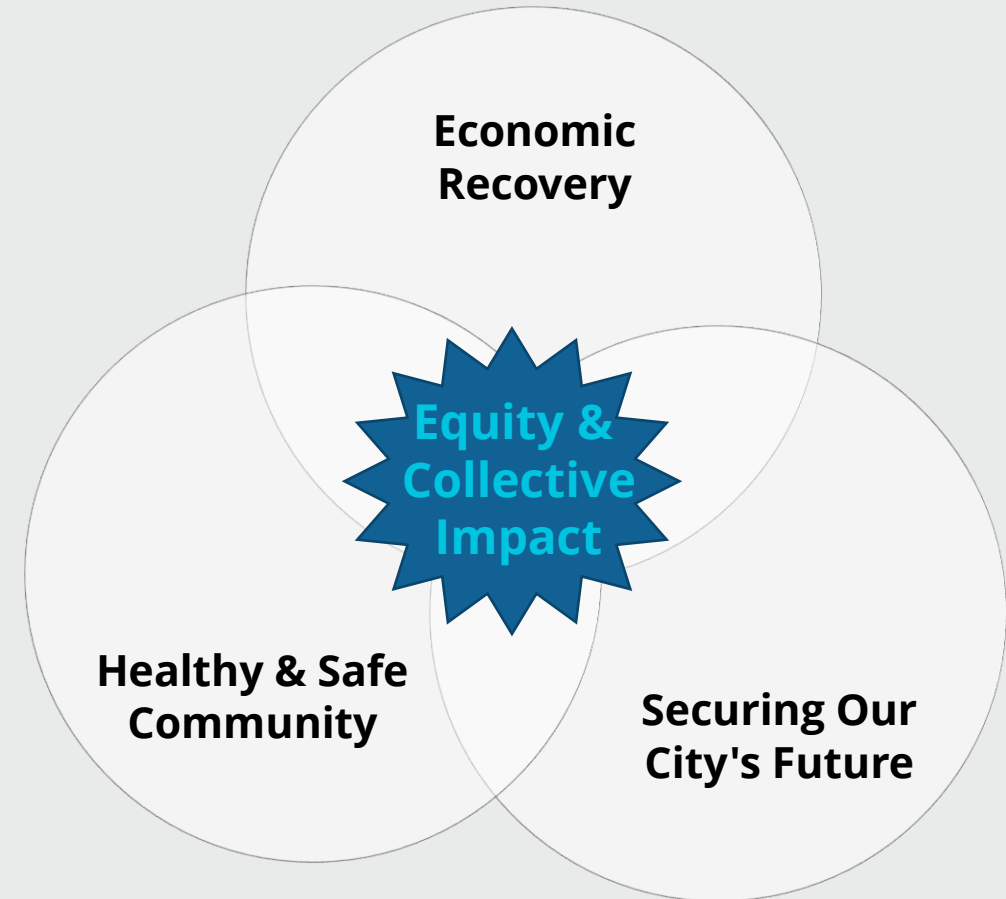 Economic
Recovery
Equity &
Collective
Impact
Healthy & Safe
Community
Securing Our
City's Future